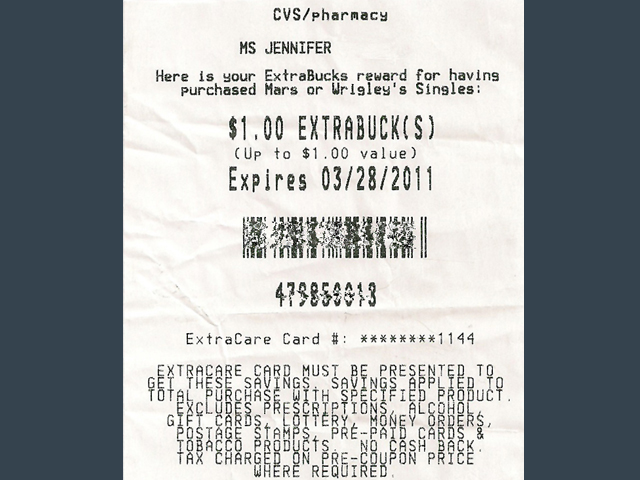 CVS/pharmacy
MS JENNIFER
Here is your ExtraBucks reward for having
purchased Mars or Wrigley's Singles:
$1.00 EXTRABUCK(S)
(Up to $1.00 value)
Expires 03/28/2011
ExtraCare Card #: ********1144
EXTRACARE CARD MUST BE PRESENTED TO
GET THESE SAVINGS. SAVINGS APPLIED TO
TOTAL PURCHASE WITH SPECIFIED PRODUCT.
EXCLUDES PRESCRIPTIONS, ALCOHOL,
GIFT CARDS, LOTTERY, MONEY ORDERS,
POSTAGE STAMPS, PRE-PAID CARDS &
TOBACCO PRODUCTS. NO CASH BACK.
TAX CHARGED ON PRE-COUPON PRICE
WHERE REQUIRED.